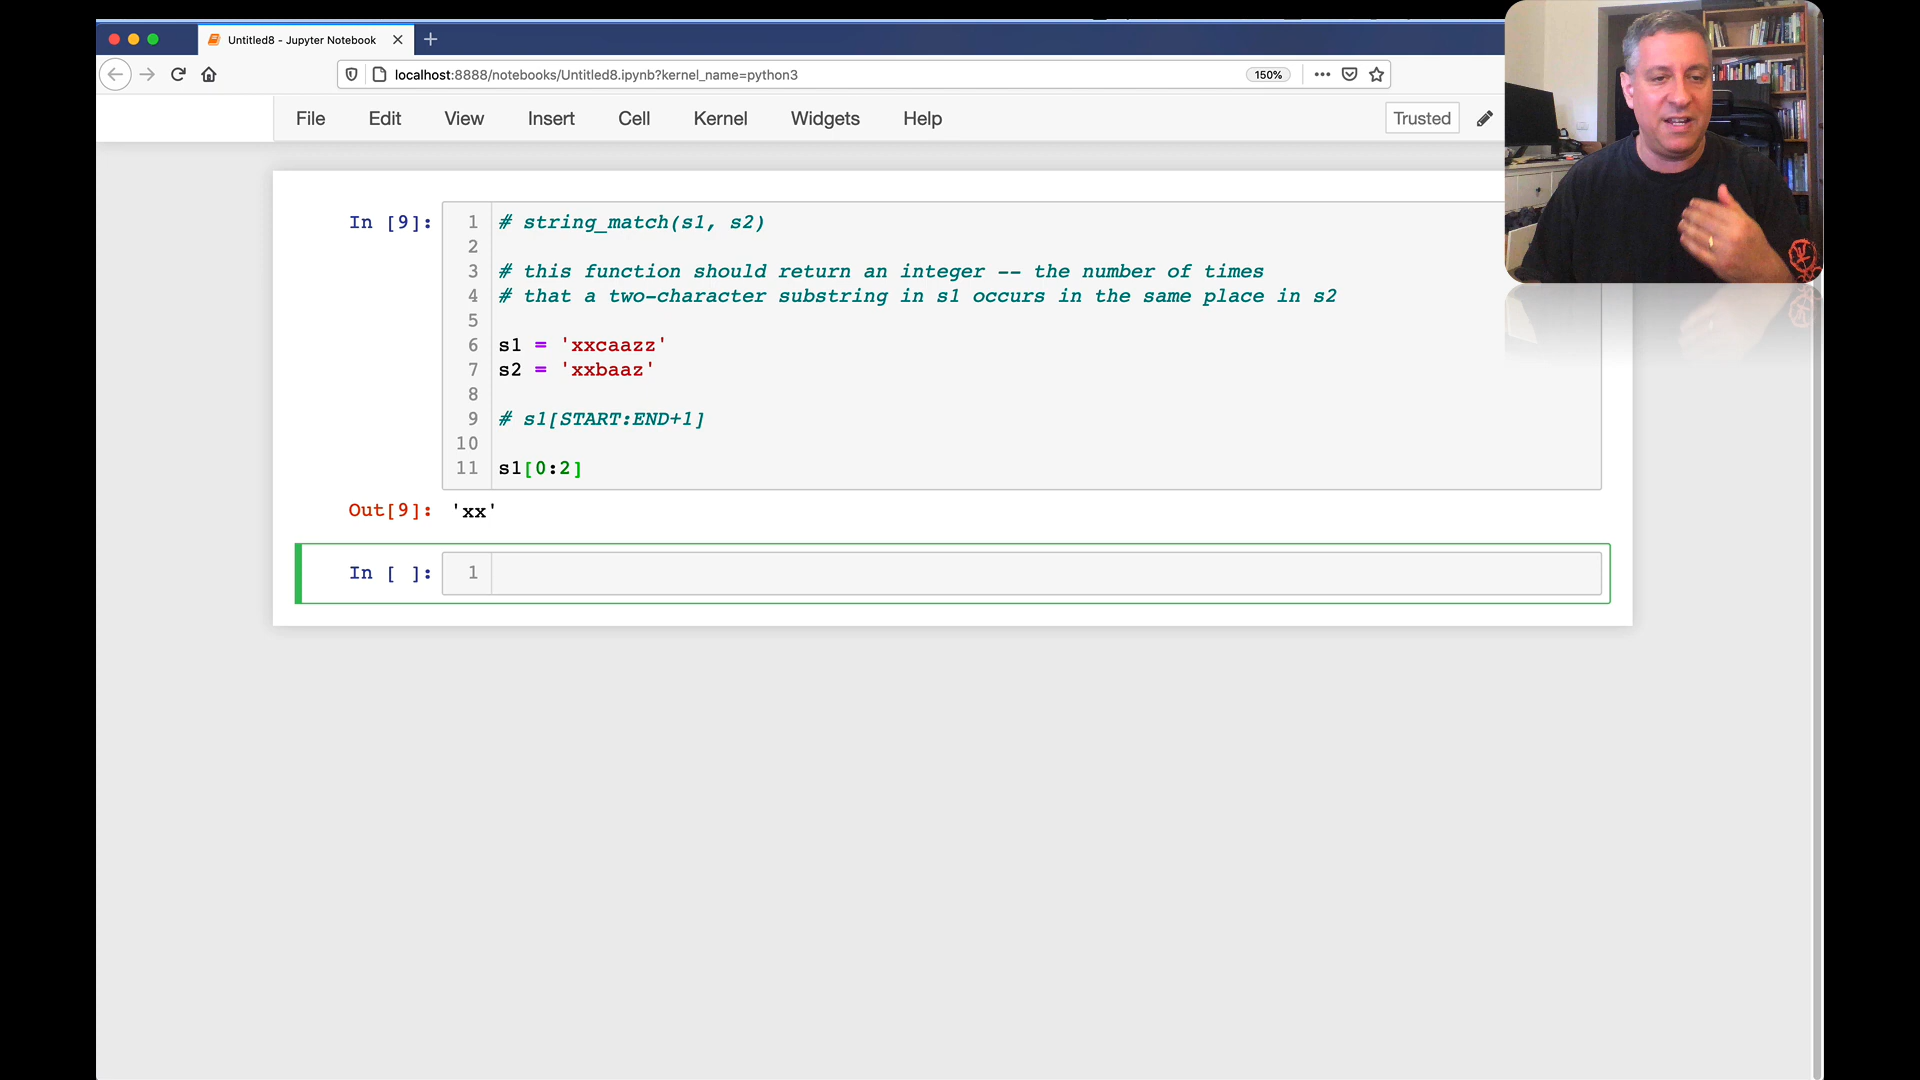 Untitled8 - Jupyter Notebook
localhost:8888/notebooks/Untitled8.ipynb?kernel_name=python3
150%
File Edit View Insert Cell Kernel Widgets Help
Trusted
In [9]:
1 # string_match(s1, s2)
2
3 # this function should return an integer -- the number of times
4 # that a two-character substring in s1 occurs in the same place in s2
5
6 s1 = 'xxcaazz'
7 s2 = 'xxbaaz'
8
9 # s1[START:END+1]
10
11 s1[0:2]
Out[9]: 'xx'
In [ ]: 1